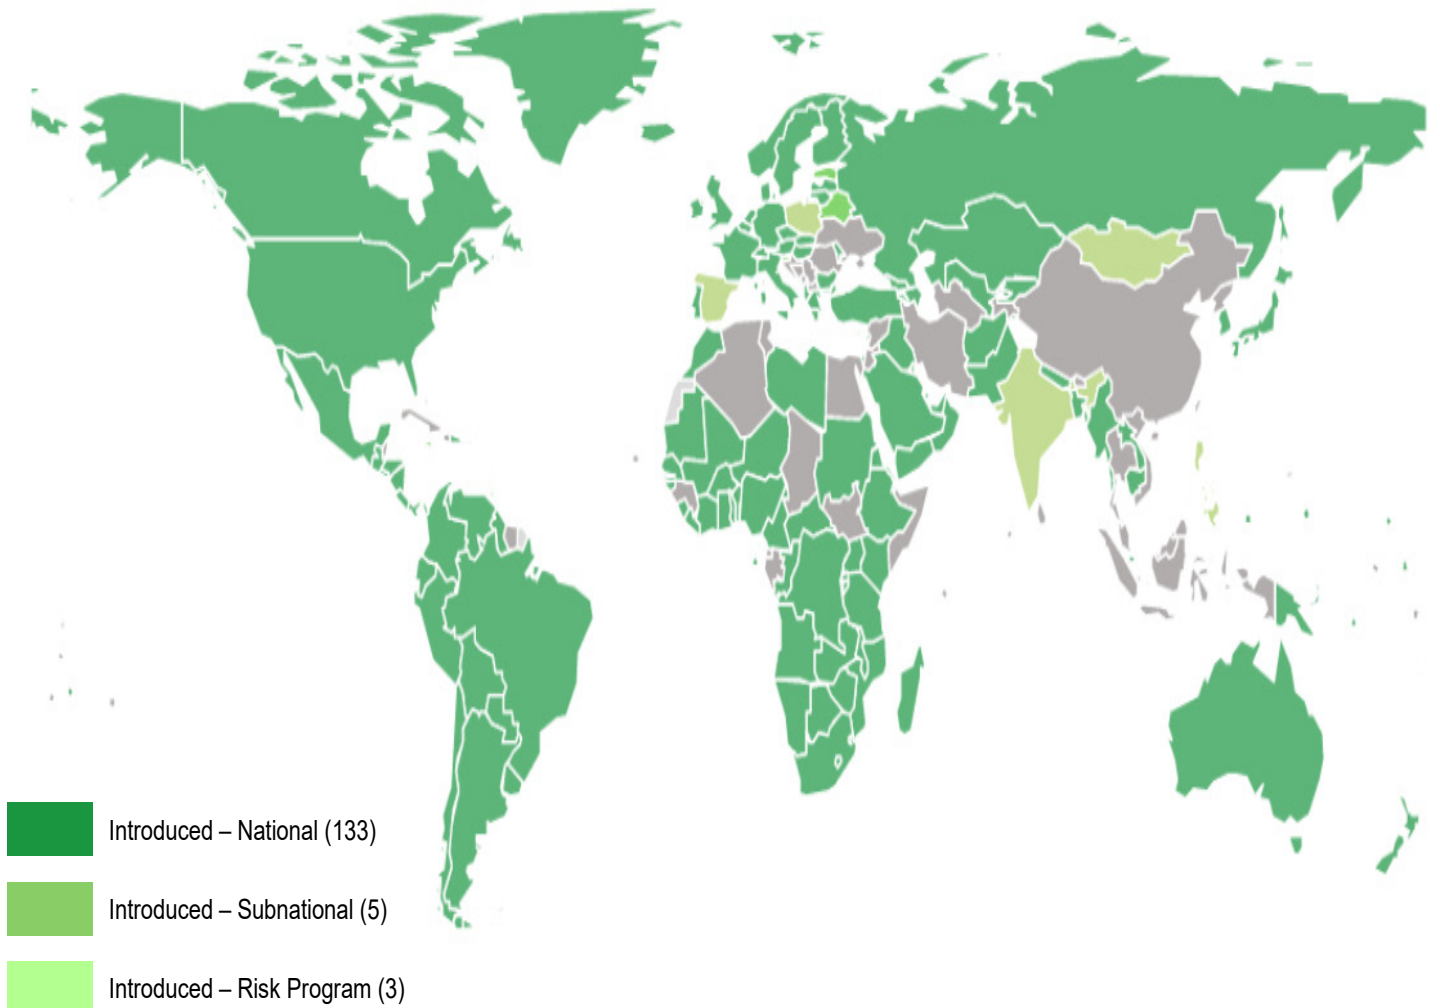 Introduced – National (133)
Introduced – Subnational (5)
Introduced – Risk Program (3)